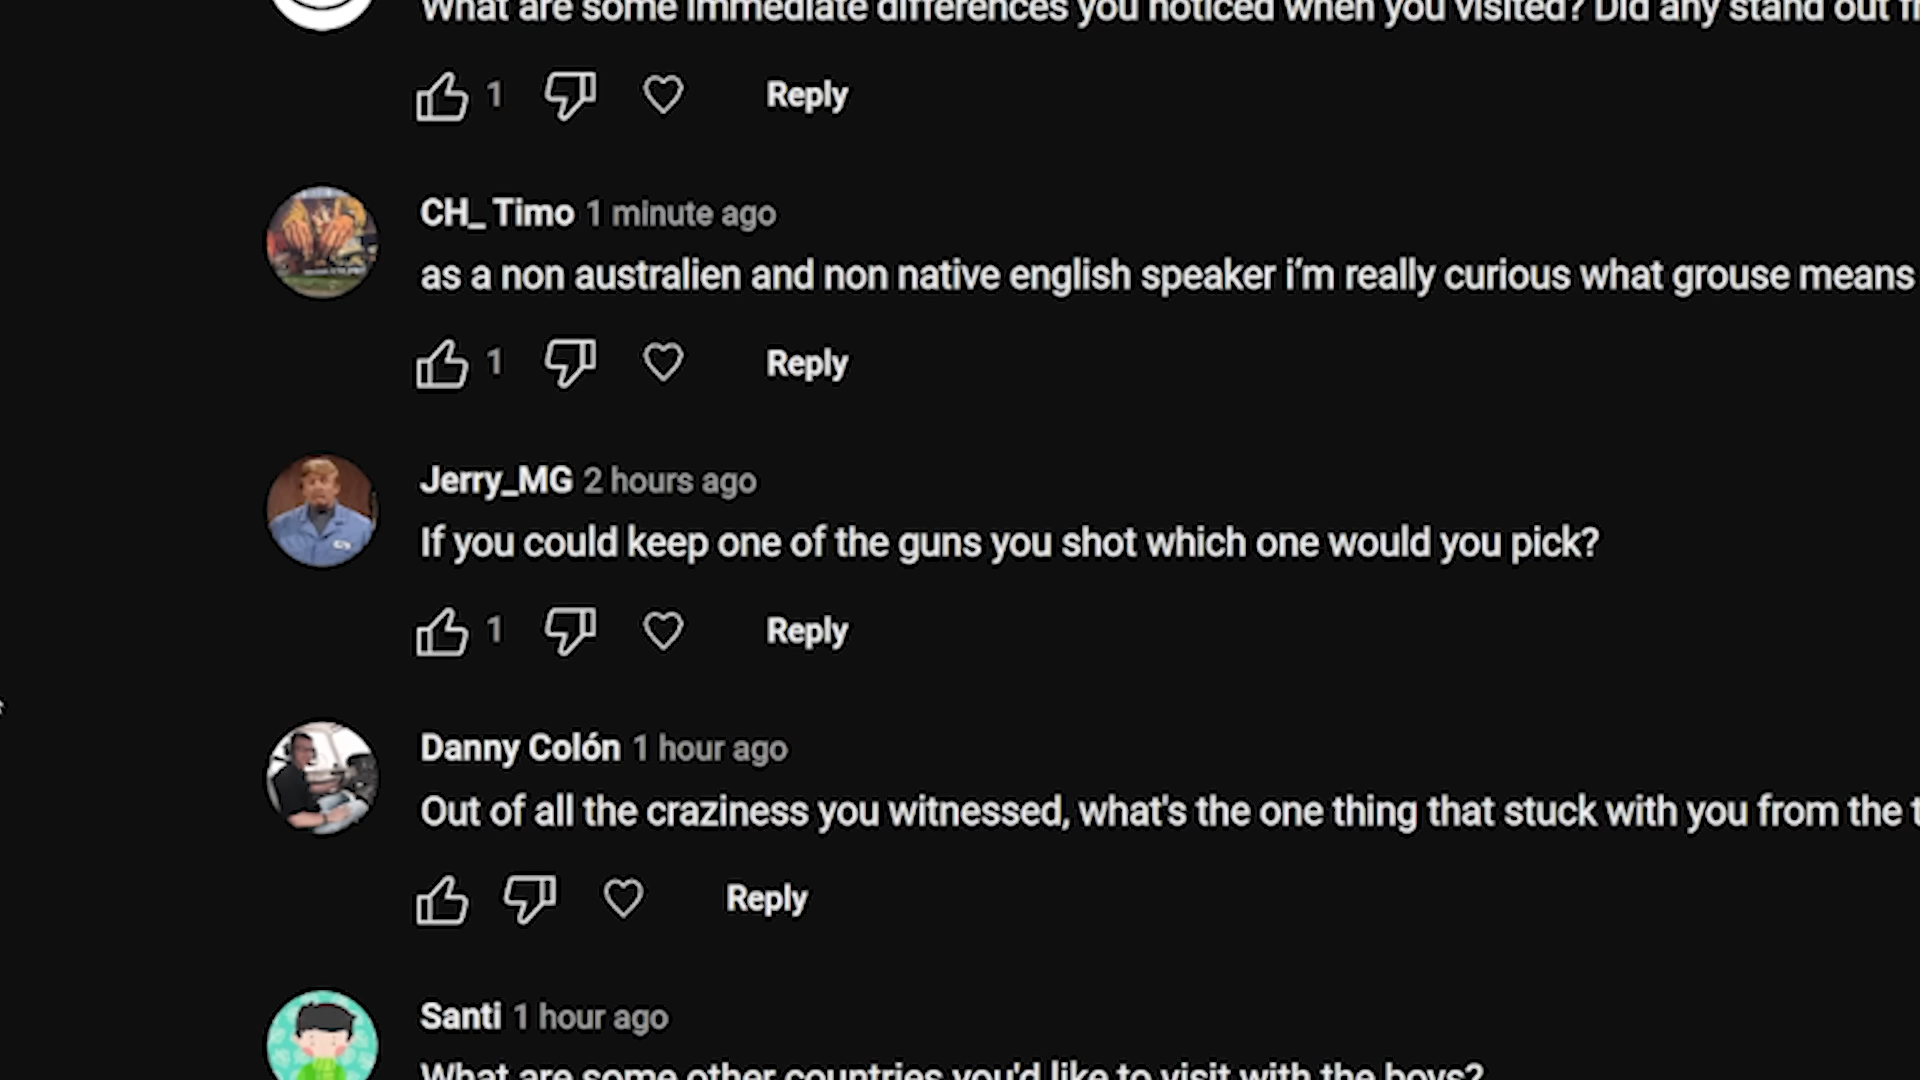 What are some immediate differences you noticed when you visited? Did any stand out
1
Reply
CH_ Timo 1 minute ago
as a non australien and non native english speaker i‘m really curious what grouse means
1
Reply
Jerry_MG 2 hours ago
If you could keep one of the guns you shot which one would you pick?
1
Reply
Danny Colón 1 hour ago
Out of all the craziness you witnessed, what's the one thing that stuck with you from the
Reply
Santi 1 hour ago
What are some other countries you'd like to visit with the boys?